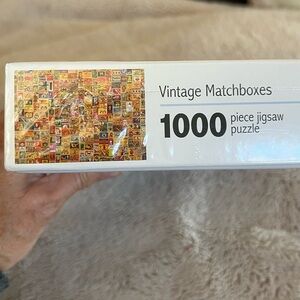 Vintage Matchboxes
1000 piece jigsaw
puzzle